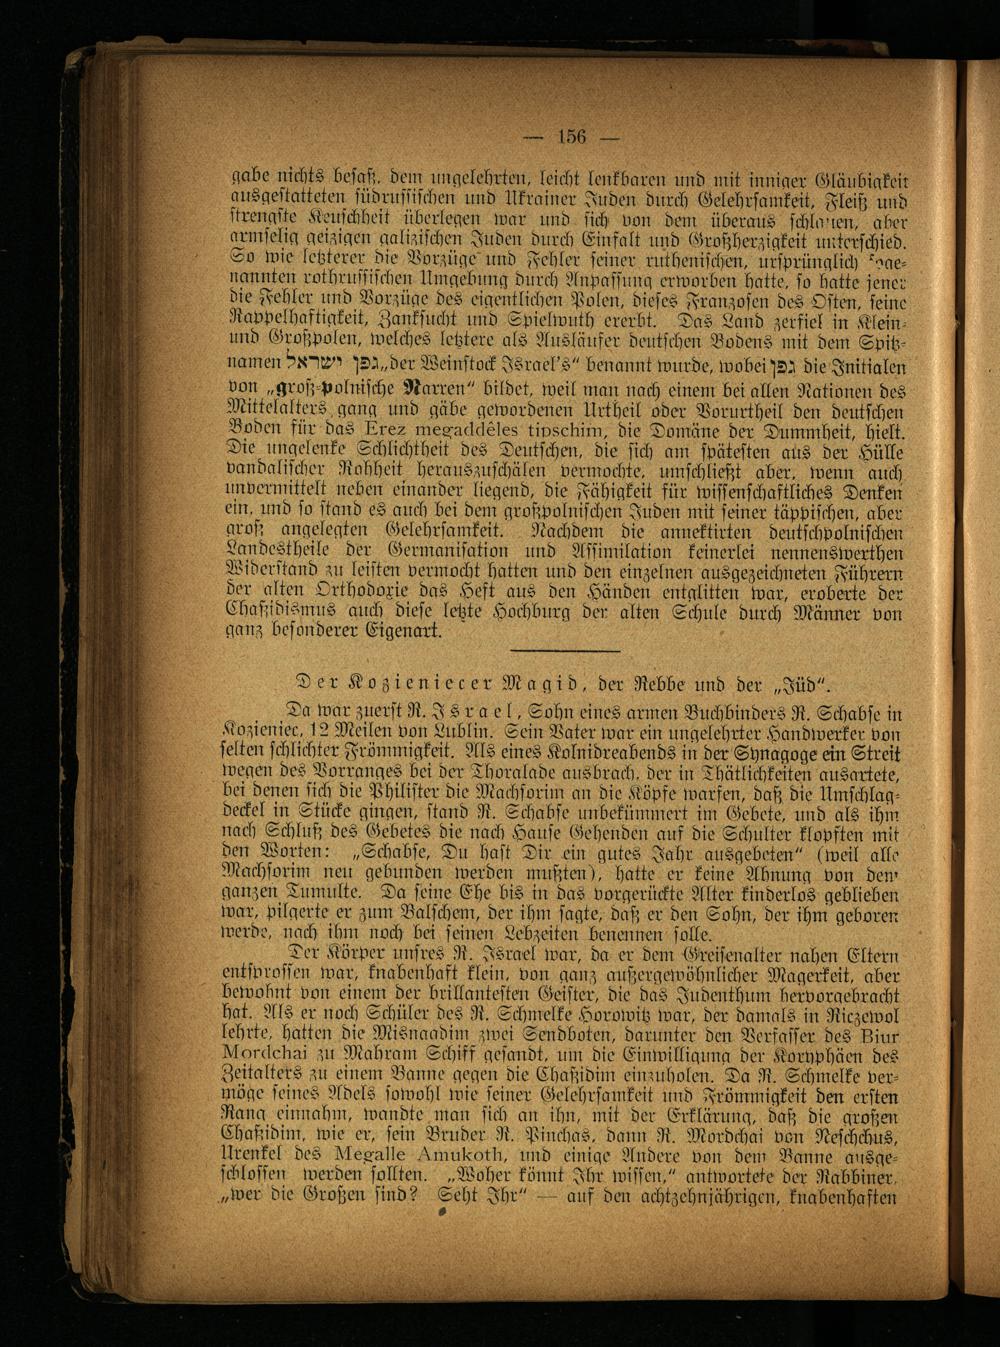 — 156 —
gabe nichts besaß, dem ungelehrten, leicht lenkbaren und mit inniger Gläubigkeit
ausgestatteten südrussischen und Ukrainer Juden durch Gelehrsamkeit, Fleiß und
strengste Keuschheit überlegen war und sich von dem überaus schlauen, aber
armselig geizigen galizischen Juden durch Einfalt und Großherzigkeit unterschied.
So wie letzterer die Vorzüge und Fehler seiner ruthenischen, ursprünglich soge-
nannten rothrussischen Umgebung durch Anpassung erworben hatte, so hatte jener
die Fehler und Vorzüge des eigentlichen Polen, dieses Franzosen des Osten, seine
Rappelhaftigkeit, Zanksucht und Spielwuth ererbt. Das Land zerfiel in Klein-
und Großpolen, welches letztere als Ausläufer deutschen Bodens mit dem Spitz-
namen גפן ישראל „der Weinstock Israel's“ benannt wurde, wobei גפן die Initialen
von „groß-polnische Narren“ bildet, weil man nach einem bei allen Nationen des
Mittelalters gang und gäbe gewordenen Urtheil oder Vorurtheil den deutschen
Boden für das Erez megaddêles tipschim, die Domäne der Dummheit, hielt.
Die ungelenke Schlichtheit des Deutschen, die sich am spätesten aus der Hülle
vandalischer Rohheit herauszuschälen vermochte, umschließt aber, wenn auch
unvermittelt neben einander liegend, die Fähigkeit für wissenschaftliches Denken
ein, und so stand es auch bei dem großpolnischen Juden mit seiner täppischen, aber
groß angelegten Gelehrsamkeit. Nachdem die annektirten deutschpolnischen
Landestheile der Germanisation und Assimilation keinerlei nennenswerthen
Widerstand zu leisten vermocht hatten und den einzelnen ausgezeichneten Führern
der alten Orthodoxie das Heft aus den Händen entglitten war, eroberte der
Chaßidismus auch diese letzte Hochburg der alten Schule durch Männer von
ganz besonderer Eigenart.
Der Kozieniecer Magid, der Rebbe und der „Jüd“.
Da war zuerst R. Israel, Sohn eines armen Buchbinders R. Schabse in
Kozieniec, 12 Meilen von Lublin. Sein Vater war ein ungelehrter Handwerker von
selten schlichter Frömmigkeit. Als eines Kolnidreabends in der Synagoge ein Streit
wegen des Vorranges bei der Thoralade ausbrach, der in Thätlichkeiten ausartete,
bei denen sich die Philister die Machsorim an die Köpfe warfen, daß die Umschlag-
deckel in Stücke gingen, stand R. Schabse unbekümmert im Gebete, und als ihm
nach Schluß des Gebetes die nach Hause Gehenden auf die Schulter klopften mit
den Worten: „Schabse, Du hast Dir ein gutes Jahr ausgebeten“ (weil alle
Machsorim neu gebunden werden mußten), hatte er keine Ahnung von dem
ganzen Tumulte. Da seine Ehe bis in das vorgerückte Alter kinderlos geblieben
war, pilgerte er zum Balschem, der ihm sagte, daß er den Sohn, der ihm geboren
werde, nach ihm noch bei seinen Lebzeiten benennen solle.
Der Körper unsres R. Israel war, da er dem Greisenalter nahen Eltern
entsprossen war, knabenhaft klein, von ganz außergewöhnlicher Magerkeit, aber
bewohnt von einem der brillantesten Geister, die das Judenthum hervorgebracht
hat. Als er noch Schüler des R. Schmelke Horowitz war, der damals in Riczewol
lehrte, hatten die Misnaadim zwei Sendboten, darunter den Verfasser des Biur
Mordchai zu Mahram Schiff gesandt, um die Einwilligung der Koryphäen des
Zeitalters zu einem Banne gegen die Chaßidim einzuholen. Da R. Schmelke ver-
möge seines Adels sowohl wie seiner Gelehrsamkeit und Frömmigkeit den ersten
Rang einnahm, wandte man sich an ihn, mit der Erklärung, daß die großen
Chaßidim, wie er, sein Bruder R. Pinchas, dann R. Mordchai von Neschchus,
Urenkel des Megalle Amukoth, und einige Andere von dem Banne ausge-
schlossen werden sollten. „Woher könnt Ihr wissen,“ antwortete der Rabbiner,
„wer die Großen sind? Seht Ihr“ — auf den achtzehnjährigen, knabenhaften